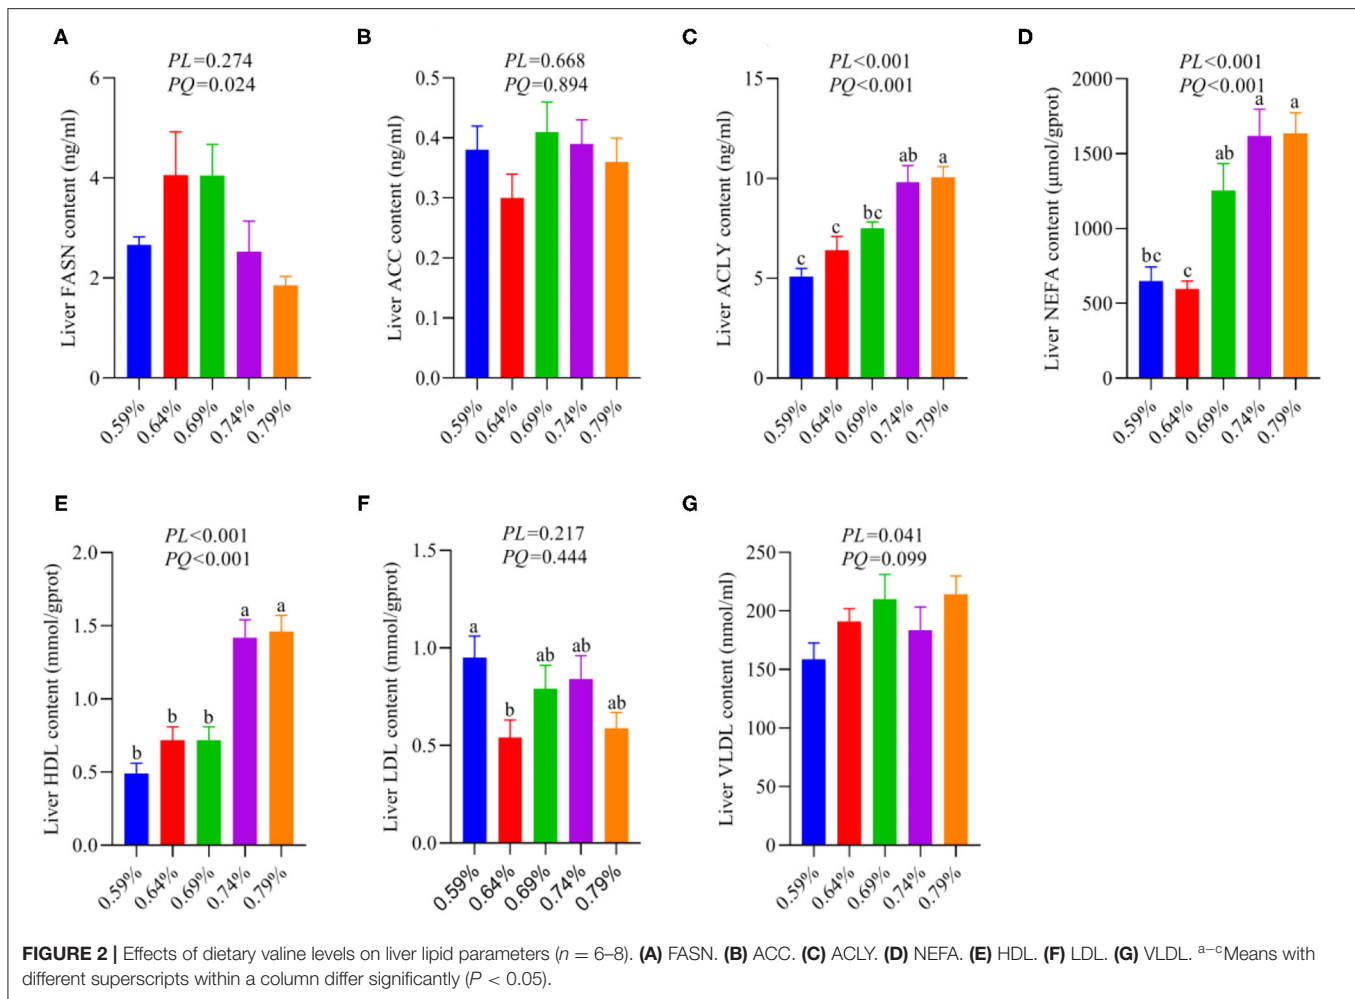 A
PL=0.274
PQ=0.024
Liver FASN content (ng/ml)
6
4
2
0
0.59%
0.64%
0.69%
0.74%
0.79%
B
PL=0.668
PQ=0.894
Liver ACC content (ng/ml)
0.5
0.4
0.3
0.2
0.1
0.0
0.59%
0.64%
0.69%
0.74%
0.79%
C
PL<0.001
PQ<0.001
Liver ACLY content (ng/ml)
15
10
5
0
c
c
bc
ab
a
0.59%
0.64%
0.69%
0.74%
0.79%
D
PL<0.001
PQ<0.001
Liver NEFA content (μmol/gprot)
2000
1500
1000
500
0
bc
c
ab
a
a
0.59%
0.64%
0.69%
0.74%
0.79%
E
PL<0.001
PQ<0.001
Liver HDL content (mmol/gprot)
2.0
1.5
1.0
0.5
0.0
b
b
b
a
a
0.59%
0.64%
0.69%
0.74%
0.79%
F
PL=0.217
PQ=0.444
Liver LDL content (mmol/gprot)
1.5
1.0
0.5
0.0
a
b
ab
ab
ab
0.59%
0.64%
0.69%
0.74%
0.79%
G
PL=0.041
PQ=0.099
Liver VLDL content (nmol/ml)
250
200
150
100
50
0
0.59%
0.64%
0.69%
0.74%
0.79%
FIGURE 2 | Effects of dietary valine levels on liver lipid parameters (n = 6–8). (A) FASN. (B) ACC. (C) ACLY. (D) NEFA. (E) HDL. (F) LDL. (G) VLDL. a–cMeans with
different superscripts within a column differ significantly (P < 0.05).